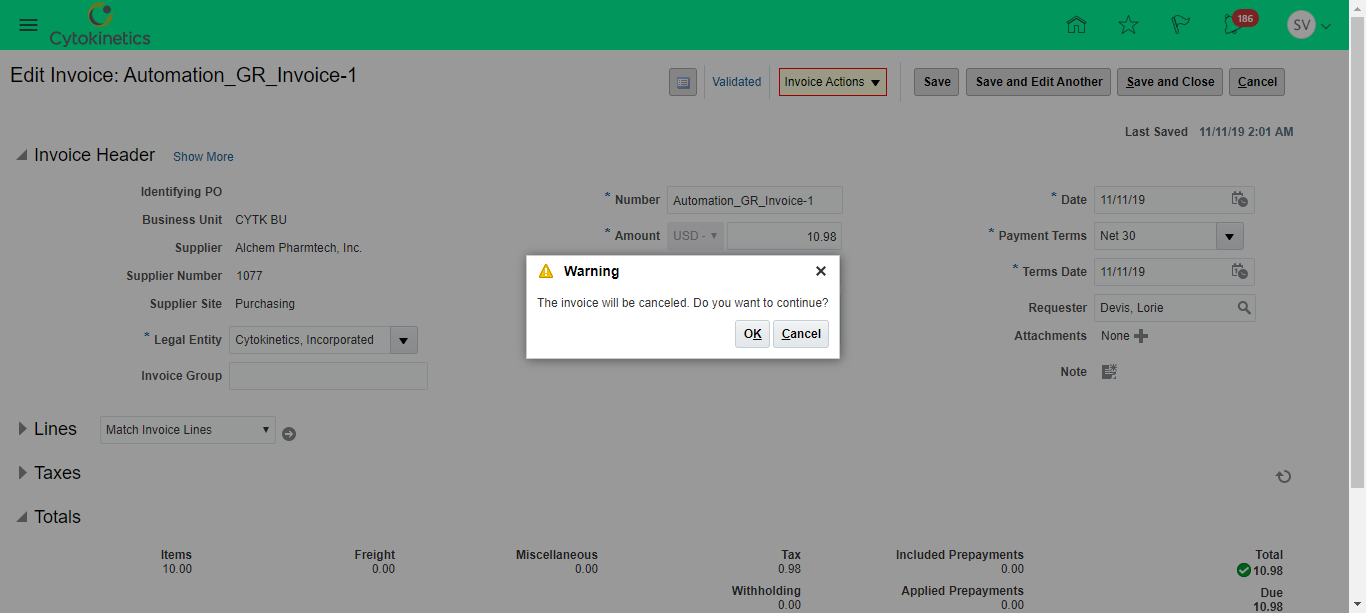 Cytokinetics
186
SV
Edit Invoice: Automation_GR_Invoice-1
Validated
Invoice Actions
Save
Save and Edit Another
Save and Close
Cancel
Last Saved 11/11/19 2:01 AM
Invoice Header Show More
Identifying PO
Business Unit CYTK BU
Supplier Alchem Pharmtech, Inc.
Supplier Number 1077
Supplier Site Purchasing
* Legal Entity Cytokinetics, Incorporated
Invoice Group
* Number Automation_GR_Invoice-1
* Amount USD - 10.98
* Date 11/11/19
* Payment Terms Net 30
* Terms Date 11/11/19
Requester Devis, Lorie
Attachments None
Note
Warning
The invoice will be canceled. Do you want to continue?
OK Cancel
Lines Match Invoice Lines
Taxes
Totals
Items Freight Miscellaneous Tax Included Prepayments Total
10.00 0.00 0.00 0.98 0.00 10.98
Withholding Applied Prepayments Due
0.00 0.00 10.98